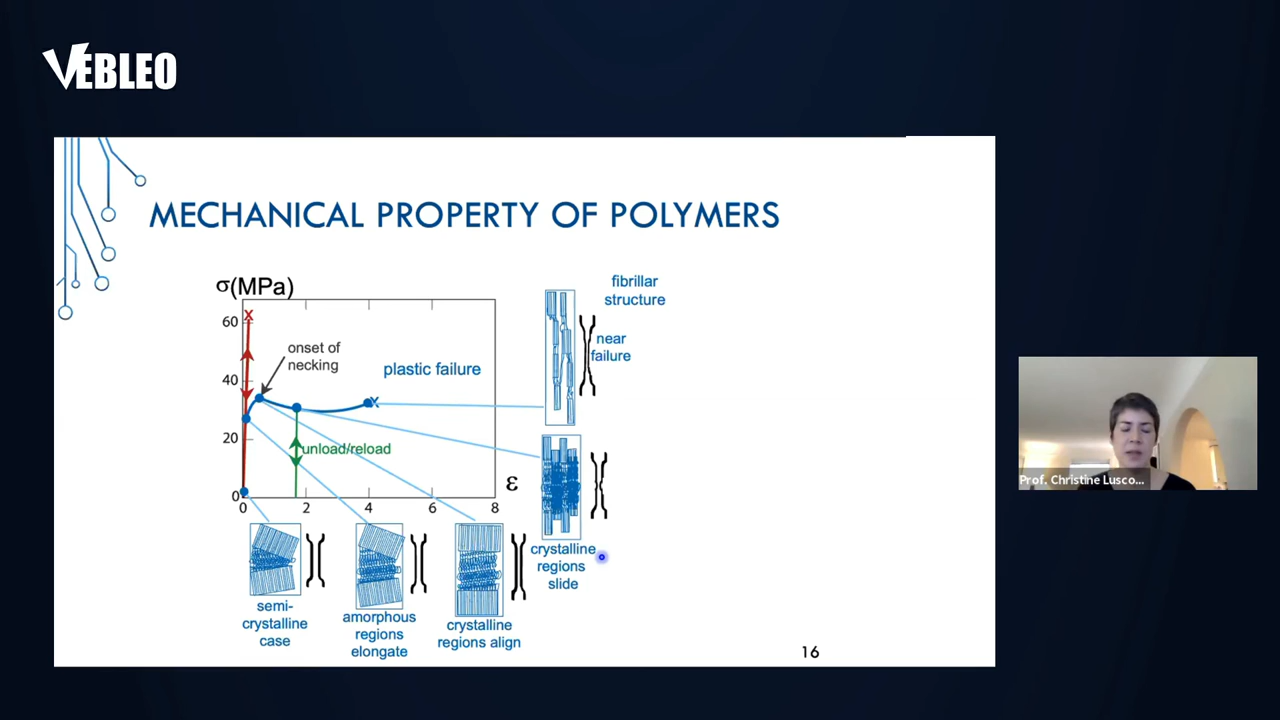 VEBLEO
MECHANICAL PROPERTY OF POLYMERS
σ(MPa)
60
40
20
0
0
2
4
6
8
ε
onset of
necking
plastic failure
x
x
unload/reload
fibrillar
structure
near
failure
crystalline
regions
slide
semi-
crystalline
case
amorphous
regions
elongate
crystalline
regions align
16
Prof. Christine Lusco...